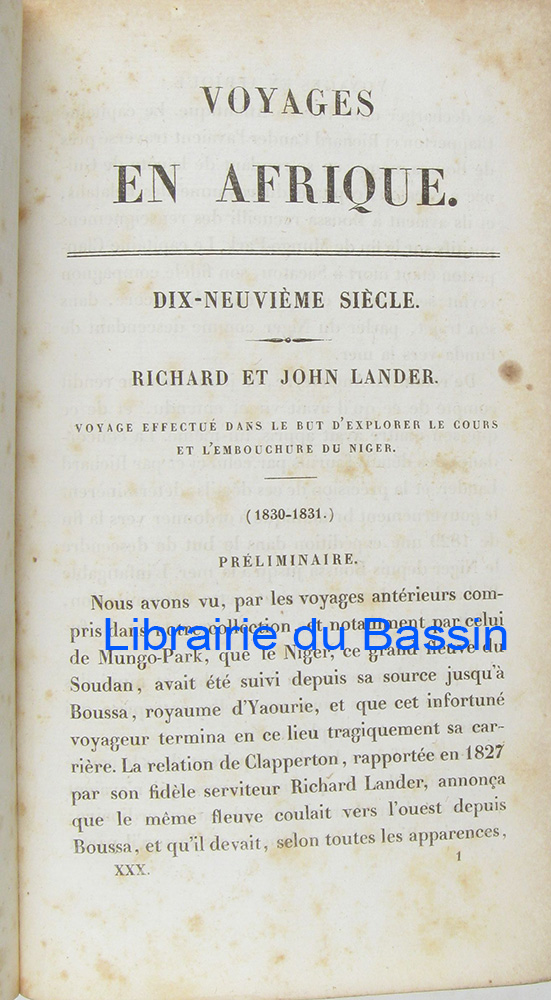 VOYAGES
EN AFRIQUE.
DIX-NEUVIÈME SIÈCLE.
RICHARD ET JOHN LANDER.
VOYAGE EFFECTUÉ DANS LE BUT D'EXPLORER LE COURS
ET L'EMBOUCHURE DU NIGER.
(1830-1831.)
PRÉLIMINAIRE.
Nous avons vu, par les voyages antérieurs com-
pris dans notre collection, et notamment par celui
Librairie du Bassin
de Mungo-Park, que le Niger, ce grand fleuve du
Soudan, avait été suivi depuis sa source jusqu'à
Boussa, royaume d'Yaourie, et que cet infortuné
voyageur termina en ce lieu tragiquement sa car-
rière. La relation de Clapperton, rapportée en 1827
par son fidèle serviteur Richard Lander, annonça
que le même fleuve coulait vers l'ouest depuis
Boussa, et qu'il devait, selon toutes les apparences,
XXX. 1